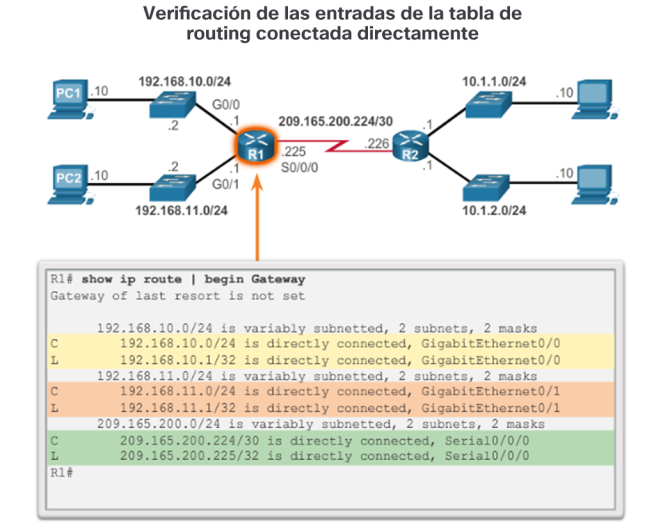 Verificación de las entradas de la tabla de
routing conectada directamente
192.168.10.0/24
10.1.1.0/24
PC1
.10
.10
G0/0
.2
.1
209.165.200.224/30
.1
R1
.225
.226
R2
S0/0/0
PC2
.10
.2
.1
G0/1
.1
.10
192.168.11.0/24
10.1.2.0/24
R1# show ip route | begin Gateway
Gateway of last resort is not set
192.168.10.0/24 is variably subnetted, 2 subnets, 2 masks
C 192.168.10.0/24 is directly connected, GigabitEthernet0/0
L 192.168.10.1/32 is directly connected, GigabitEthernet0/0
192.168.11.0/24 is variably subnetted, 2 subnets, 2 masks
C 192.168.11.0/24 is directly connected, GigabitEthernet0/1
L 192.168.11.1/32 is directly connected, GigabitEthernet0/1
209.165.200.0/24 is variably subnetted, 2 subnets, 2 masks
C 209.165.200.224/30 is directly connected, Serial0/0/0
L 209.165.200.225/32 is directly connected, Serial0/0/0
R1#